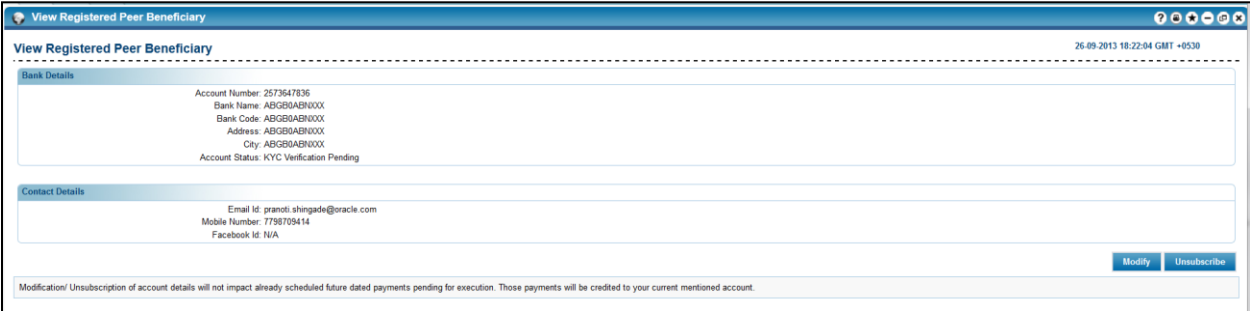 View Registered Peer Beneficiary
View Registered Peer Beneficiary
26-09-2013 18:22:04 GMT +0530
Bank Details
Account Number: 2573647836
Bank Name: ABGB0ABNXXX
Bank Code: ABGB0ABNXXX
Address: ABGB0ABNXXX
City: ABGB0ABNXXX
Account Status: KYC Verification Pending
Contact Details
Email Id: pranoti.shingade@oracle.com
Mobile Number: 7798709414
Facebook Id: N/A
Modify Unsubscribe
Modification/ Unsubscription of account details will not impact already scheduled future dated payments pending for execution. Those payments will be credited to your current mentioned account.